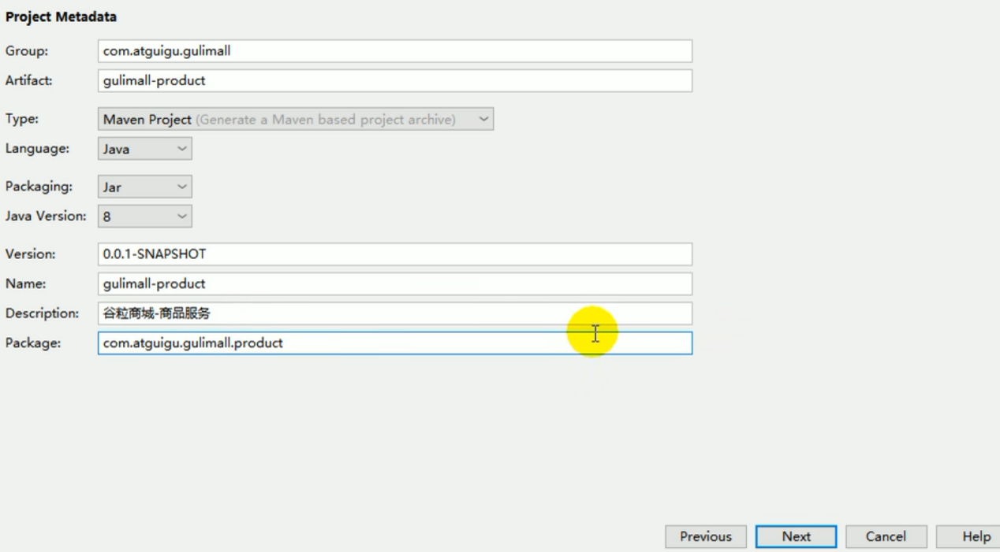 Project Metadata
Group: com.atguigu.gulimall
Artifact: gulimall-product
Type: Maven Project (Generate a Maven based project archive)
Language: Java
Packaging: Jar
Java Version: 8
Version: 0.0.1-SNAPSHOT
Name: gulimall-product
Description: 谷粒商城-商品服务
Package: com.atguigu.gulimall.product
Previous Next Cancel Help